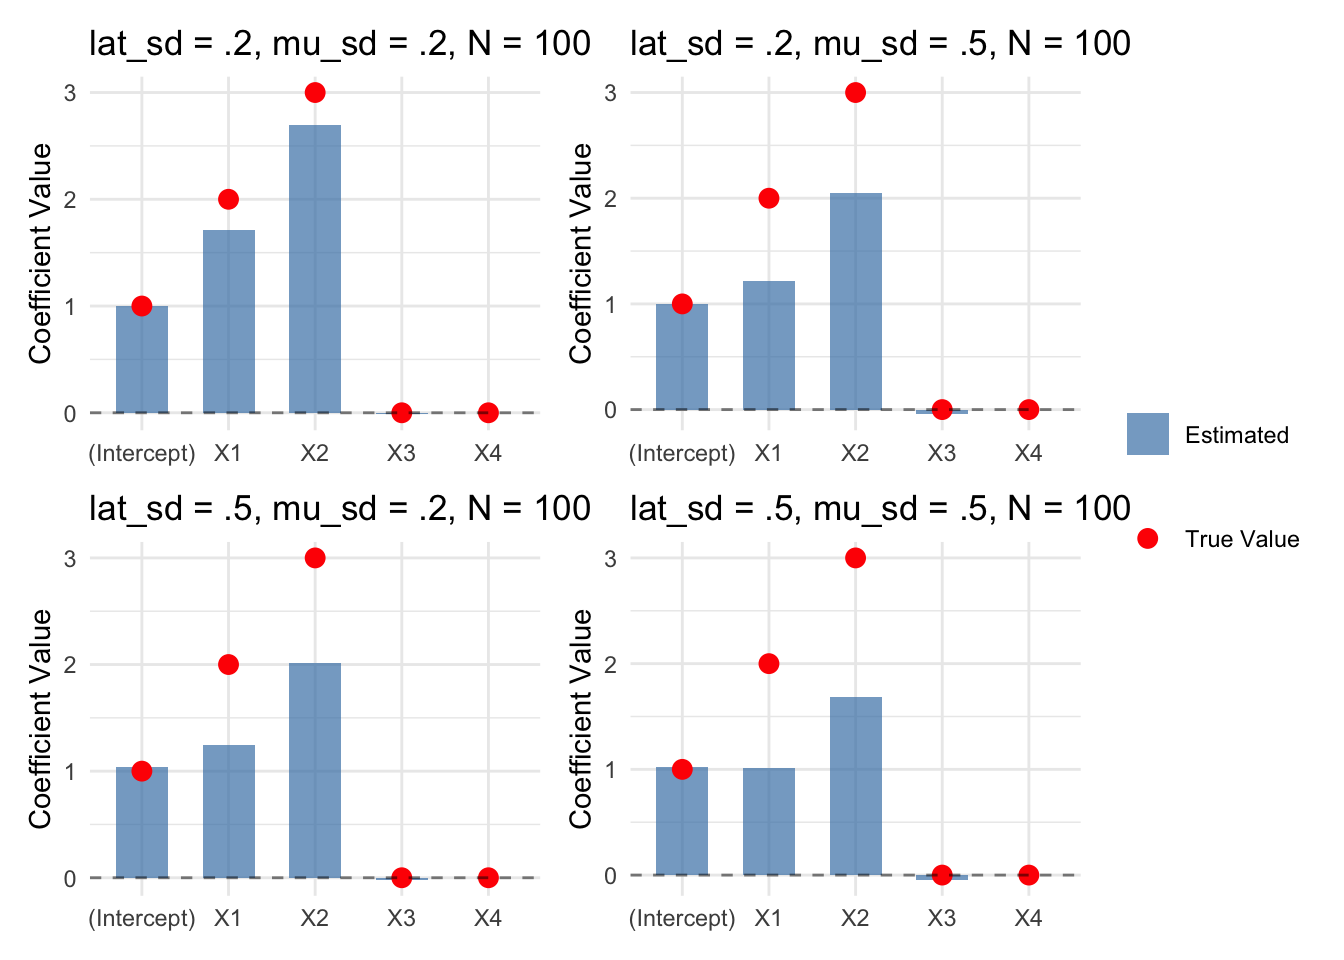 lat_sd = .2, mu_sd = .2, N = 100
Coefficient Value
3
2
1
0
(Intercept) X1 X2 X3 X4
lat_sd = .2, mu_sd = .5, N = 100
Coefficient Value
3
2
1
0
(Intercept) X1 X2 X3 X4
lat_sd = .5, mu_sd = .2, N = 100
Coefficient Value
3
2
1
0
(Intercept) X1 X2 X3 X4
lat_sd = .5, mu_sd = .5, N = 100
Coefficient Value
3
2
1
0
(Intercept) X1 X2 X3 X4
Estimated
True Value